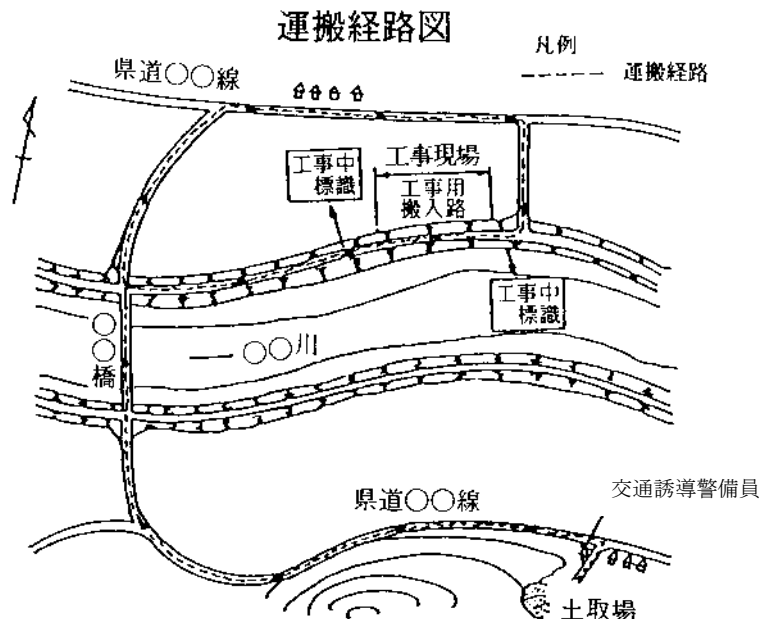 運搬経路図
凡例
運搬経路
県道○○線
工事中
標識
工事現場
工事用
搬入路
工事中
標識
○○橋
○○川
県道○○線
交通誘導警備員
土取場